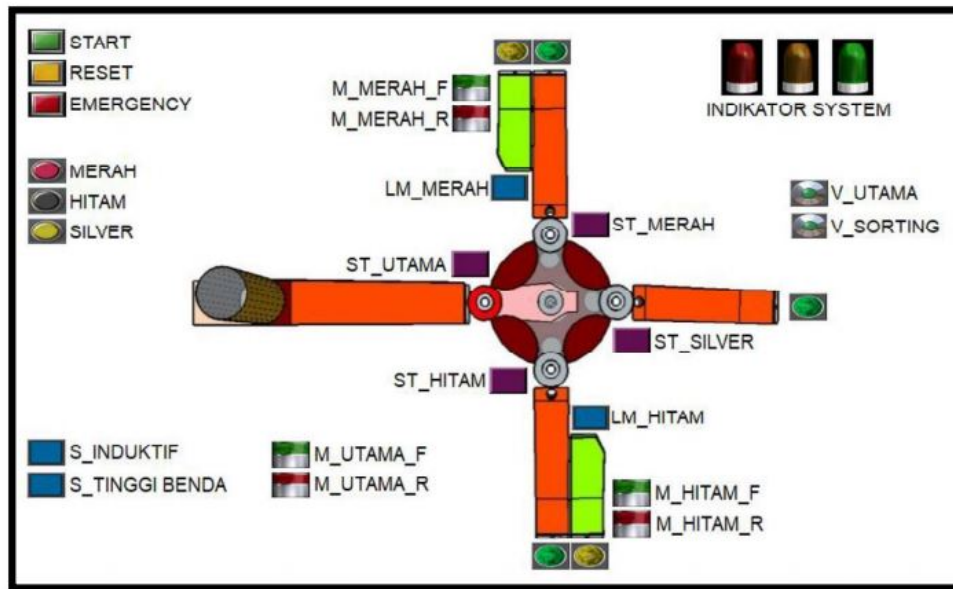 START
RESET
EMERGENCY
M_MERAH_F
M_MERAH_R
INDIKATOR SYSTEM
MERAH
HITAM
SILVER
LM_MERAH
V_UTAMA
V_SORTING
ST_MERAH
ST_UTAMA
ST_SILVER
ST_HITAM
LM_HITAM
S_INDUKTIF
S_TINGGI BENDA
M_UTAMA_F
M_UTAMA_R
M_HITAM_F
M_HITAM_R